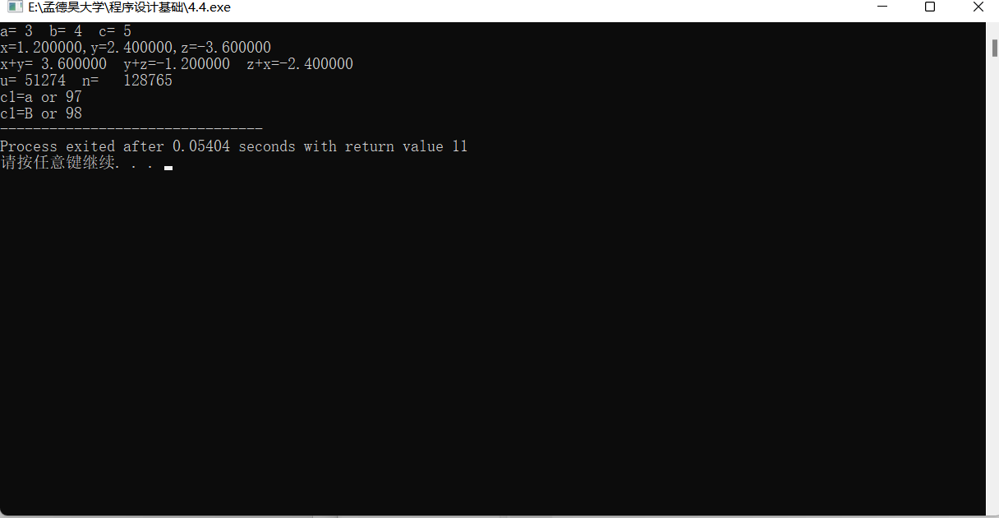 E:\孟德昊大学\程序设计基础\4.4.exe
a= 3  b= 4  c= 5
x=1.200000,y=2.400000,z=-3.600000
x+y= 3.600000  y+z=-1.200000  z+x=-2.400000
u= 51274  n=   128765
c1=a or 97
c1=B or 98
--------------------------------
Process exited after 0.05404 seconds with return value 11
请按任意键继续. . .